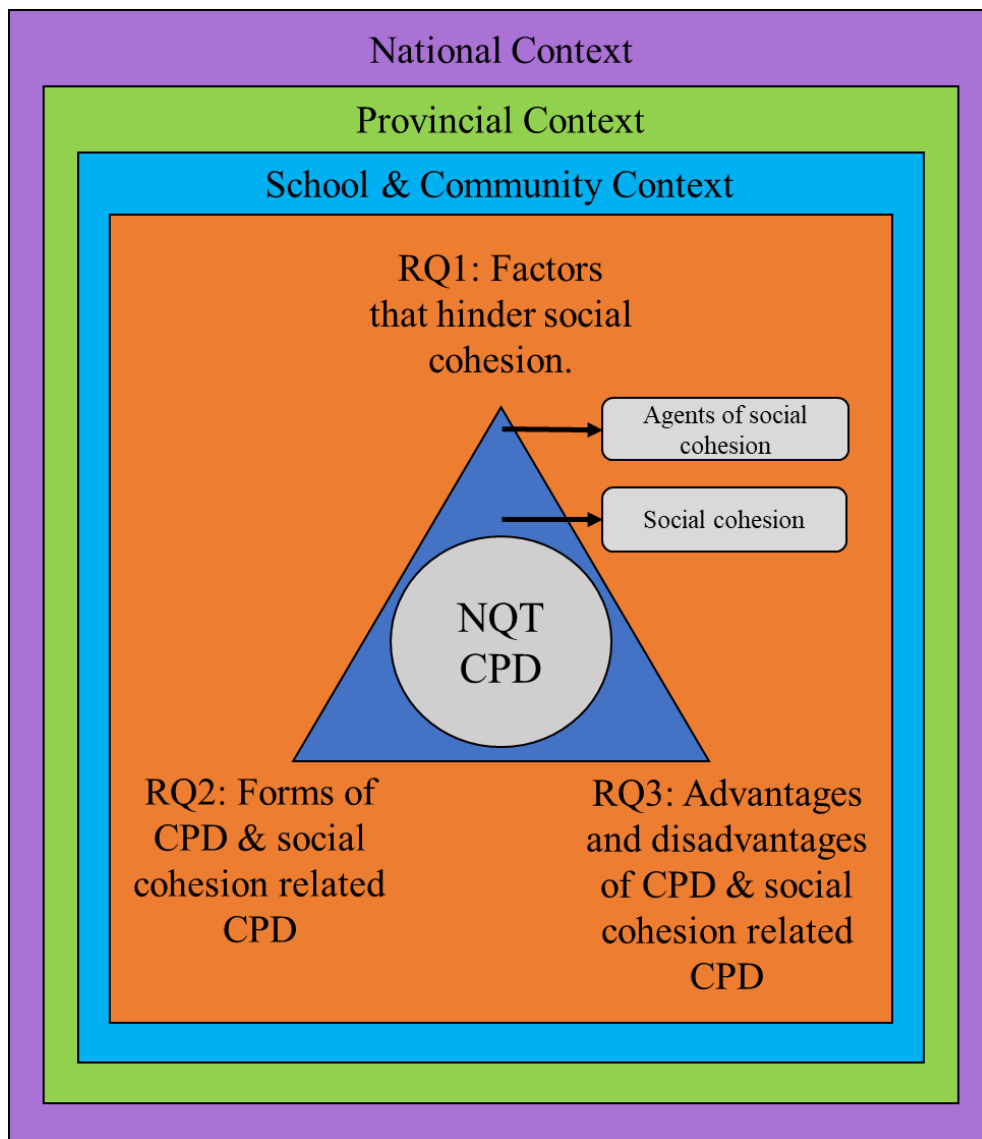 National Context
Provincial Context
School & Community Context
RQ1: Factors
that hinder social
cohesion.
Agents of social
cohesion
Social cohesion
NQT
CPD
RQ2: Forms of
CPD & social
cohesion related
CPD
RQ3: Advantages
and disadvantages
of CPD & social
cohesion related
CPD